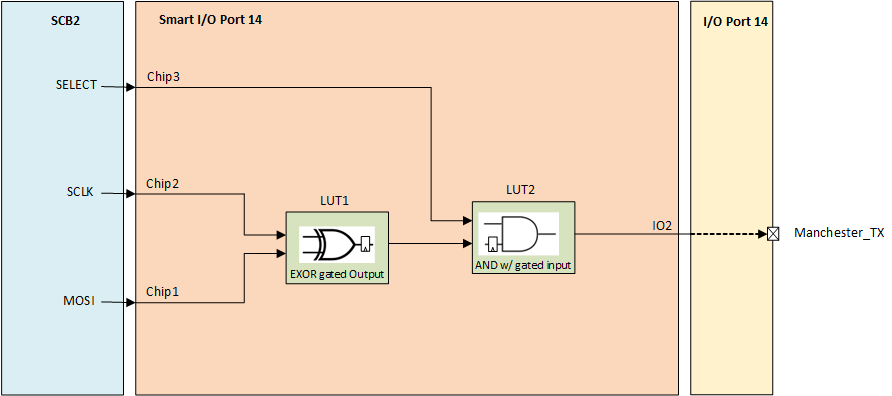 SCB2
Smart I/O Port 14
I/O Port 14
SELECT
Chip3
SCLK
Chip2
LUT1
LUT2
EXOR gated Output
AND w/ gated input
IO2
Manchester_TX
MOSI
Chip1